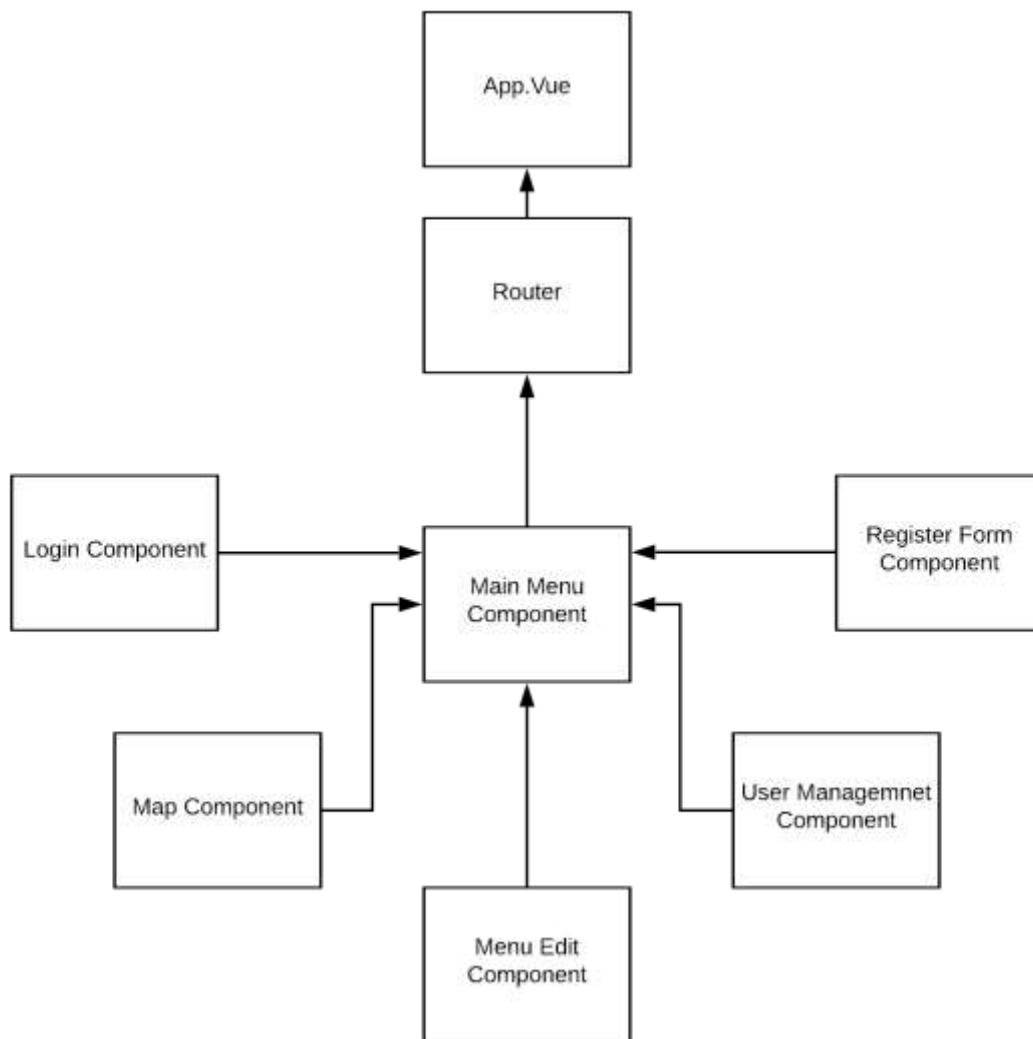 App.Vue
Router
Login Component
Register Form
Component
Main Menu
Component
Map Component
User Managemnet
Component
Menu Edit
Component